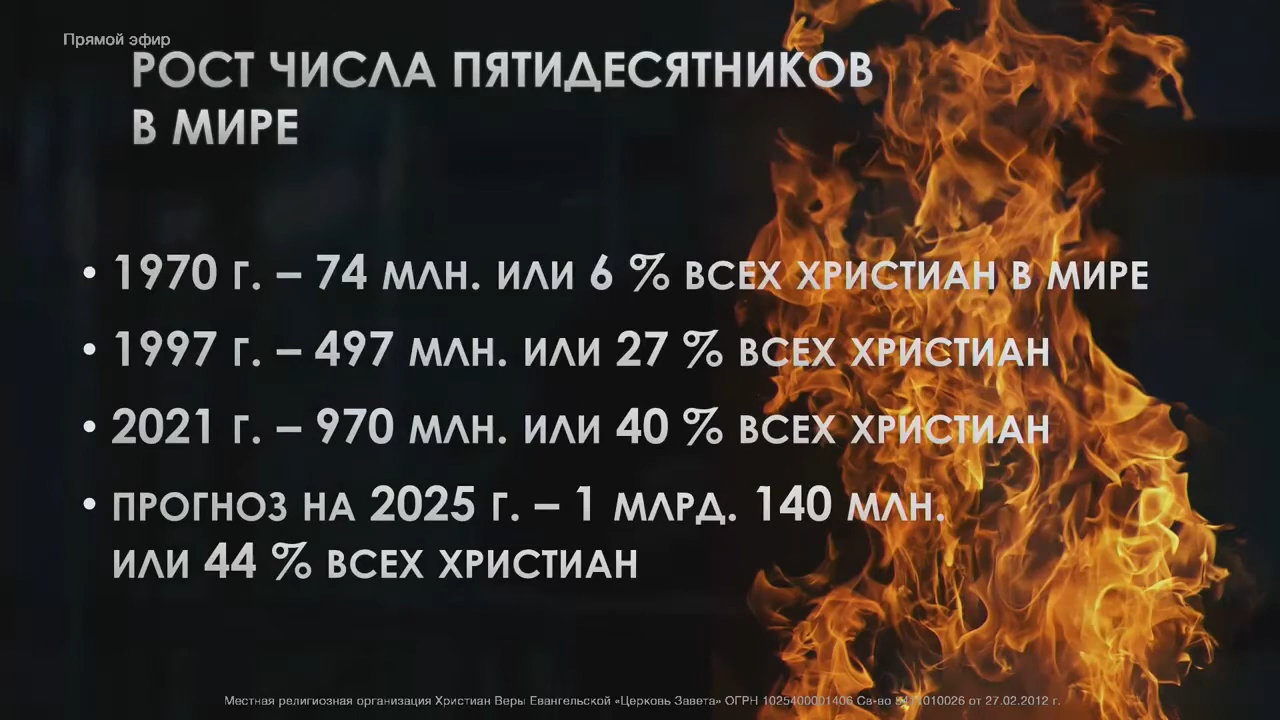 Прямой эфир
РОСТ ЧИСЛА ПЯТИДЕСЯТНИКОВ
В МИРЕ
• 1970 Г. – 74 МЛН. ИЛИ 6 % ВСЕХ ХРИСТИАН В МИРЕ
• 1997 Г. – 497 МЛН. ИЛИ 27 % ВСЕХ ХРИСТИАН
• 2021 Г. – 970 МЛН. ИЛИ 40 % ВСЕХ ХРИСТИАН
• ПРОГНОЗ НА 2025 Г. – 1 МЛРД. 140 МЛН.
ИЛИ 44 % ВСЕХ ХРИСТИАН
Местная религиозная организация Христиан Веры Евангельской «Церковь Завета» ОГРН 1025400001406 Св-во от 27.02.2012 г.